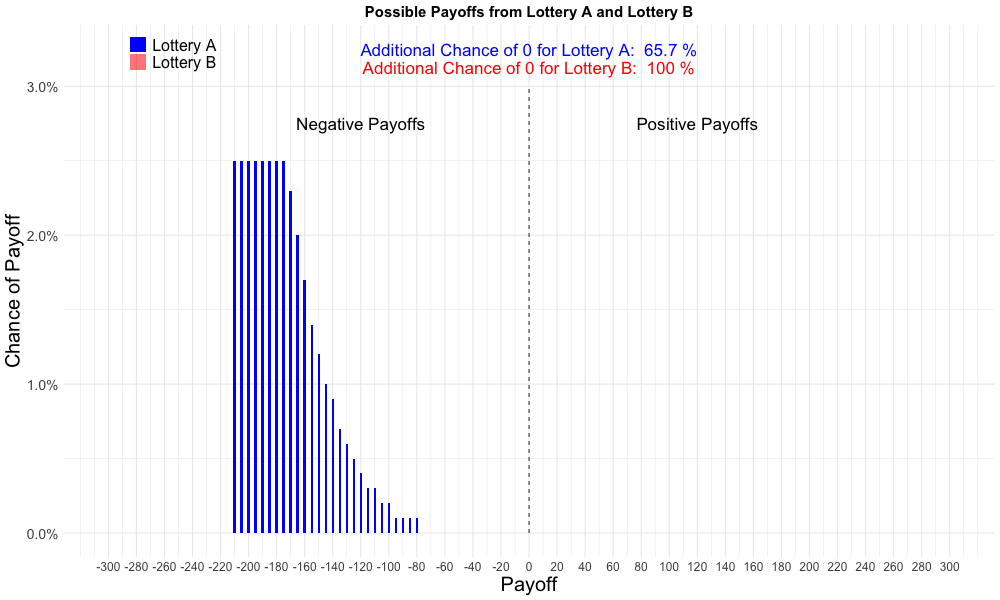 Possible Payoffs from Lottery A and Lottery B
Lottery A
Lottery B
Additional Chance of 0 for Lottery A:  65.7 %
Additional Chance of 0 for Lottery B:  100 %
Negative Payoffs
Positive Payoffs
Chance of Payoff
3.0%
2.0%
1.0%
0.0%
-300 -280 -260 -240 -220 -200 -180 -160 -140 -120 -100 -80 -60 -40 -20 0 20 40 60 80 100 120 140 160 180 200 220 240 260 280 300
Payoff